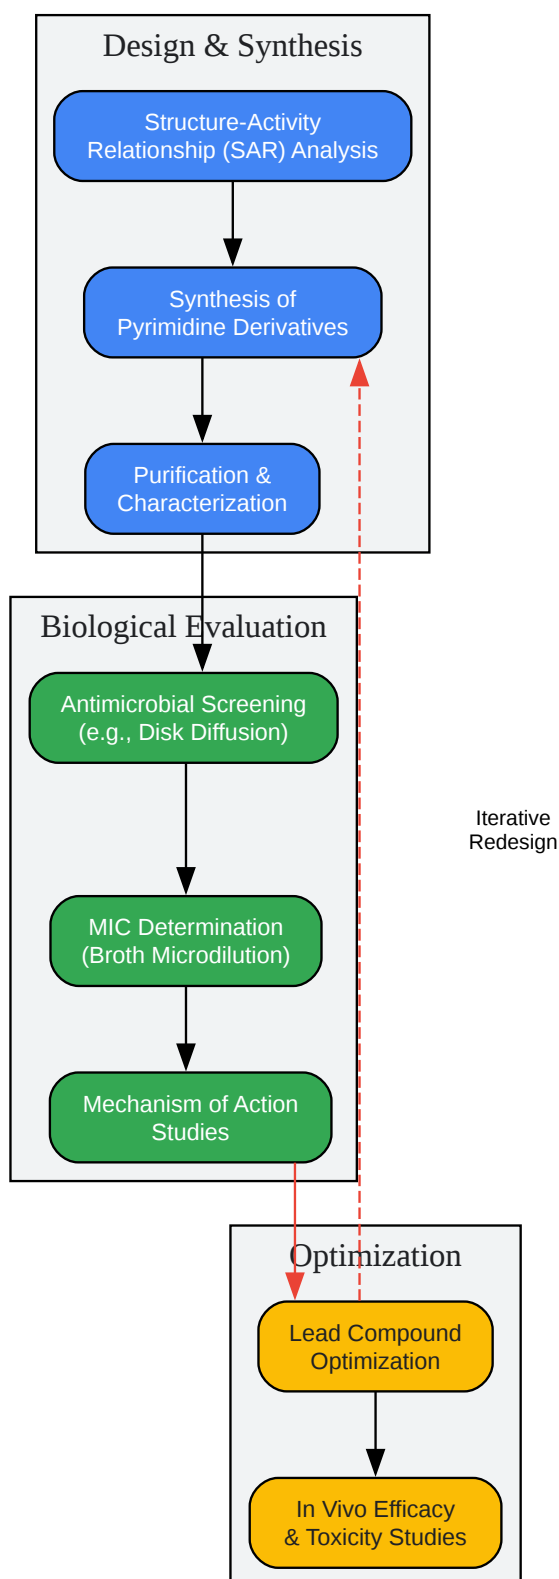 Design & Synthesis
Structure-Activity
Relationship (SAR) Analysis
Synthesis of
Pyrimidine Derivatives
Purification &
Characterization
Biological Evaluation
Antimicrobial Screening
(e.g., Disk Diffusion)
Iterative
Redesign
MIC Determination
(Broth Microdilution)
Mechanism of Action
Studies
Optimization
Lead Compound
Optimization
In Vivo Efficacy
& Toxicity Studies